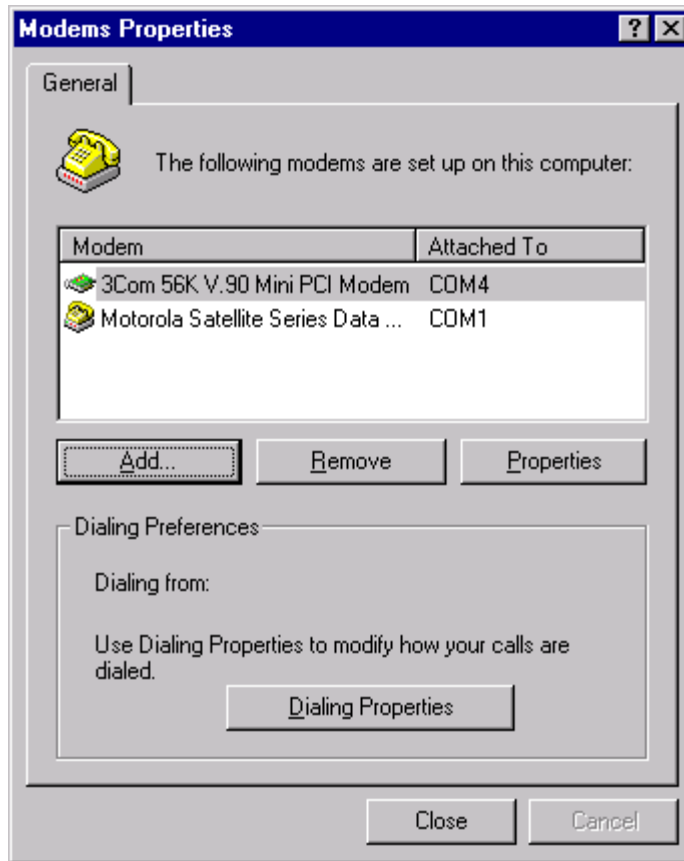 Modems Properties
General
The following modems are set up on this computer:
Modem Attached To
3Com 56K V.90 Mini PCI Modem COM4
Motorola Satellite Series Data ... COM1
Add... Remove Properties
Dialing Preferences
Dialing from:
Use Dialing Properties to modify how your calls are
dialed.
Dialing Properties
Close Cancel